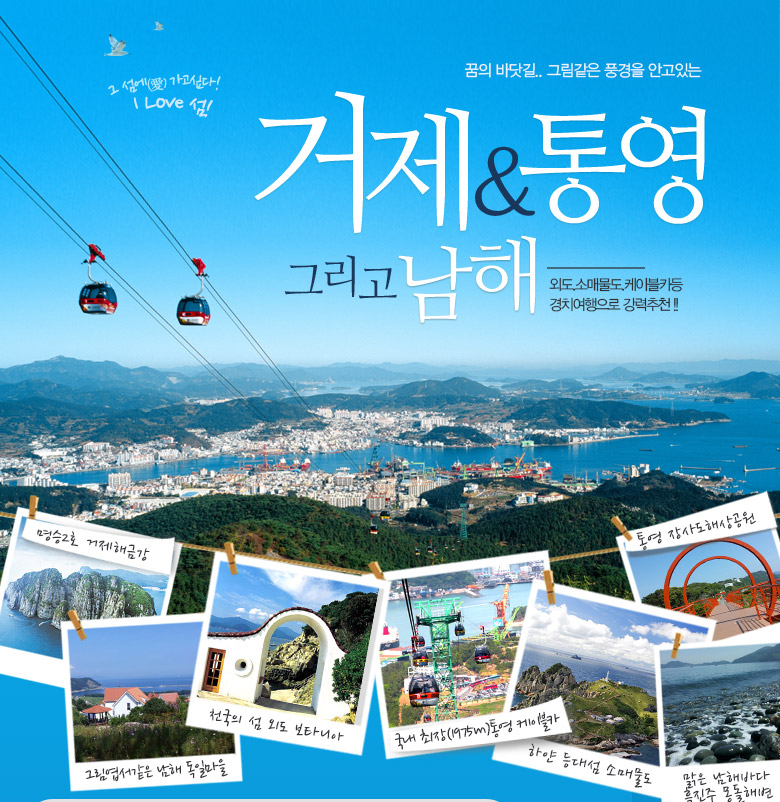 꿈의 바닷길.. 그림같은 풍경을 안고있는
그 섬에(愛) 가고싶다!
I Love 섬!
거제&통영
그리고 남해
외도,소매물도,케이블카등
경치여행으로 강력추천 !!
명승2호 거제해금강
통영 장사도해상공원
천국의 섬 외도 보타니아
국내 최장(1975m)통영 케이블카
하얀 등대섬 소매물도
그림엽서같은 남해 독일마을
맑은 남해바다
흑진주 몽돌해변